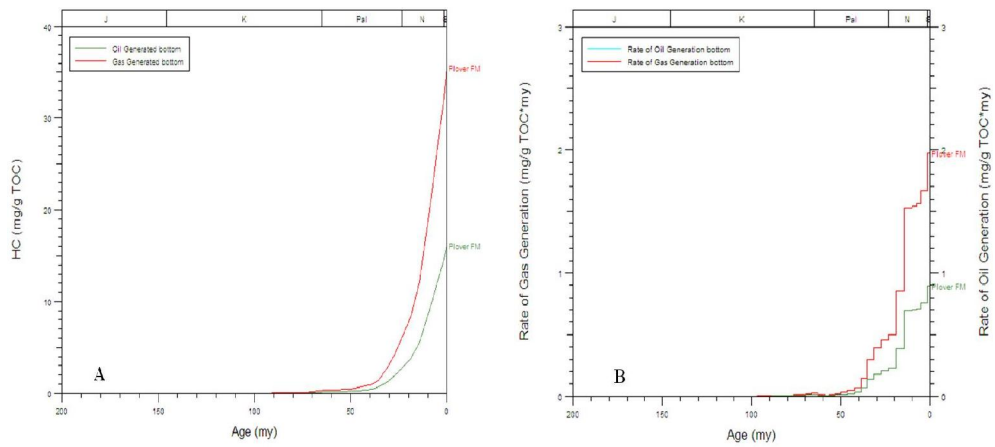 J K Pal N
40
30
20
10
0
HC (mg/g TOC)
Oil Generated bottom
Gas Generated bottom
Plover FM
Plover FM
A
200 150 100 50 0
Age (my)
J K Pal N
3
2
1
0
Rate of Gas Generation (mg/g TOC*my)
Rate of Oil Generation bottom
Rate of Gas Generation bottom
Plover FM
Plover FM
B
3
2
1
0
Rate of Oil Generation (mg/g TOC*my)
200 150 100 50 0
Age (my)